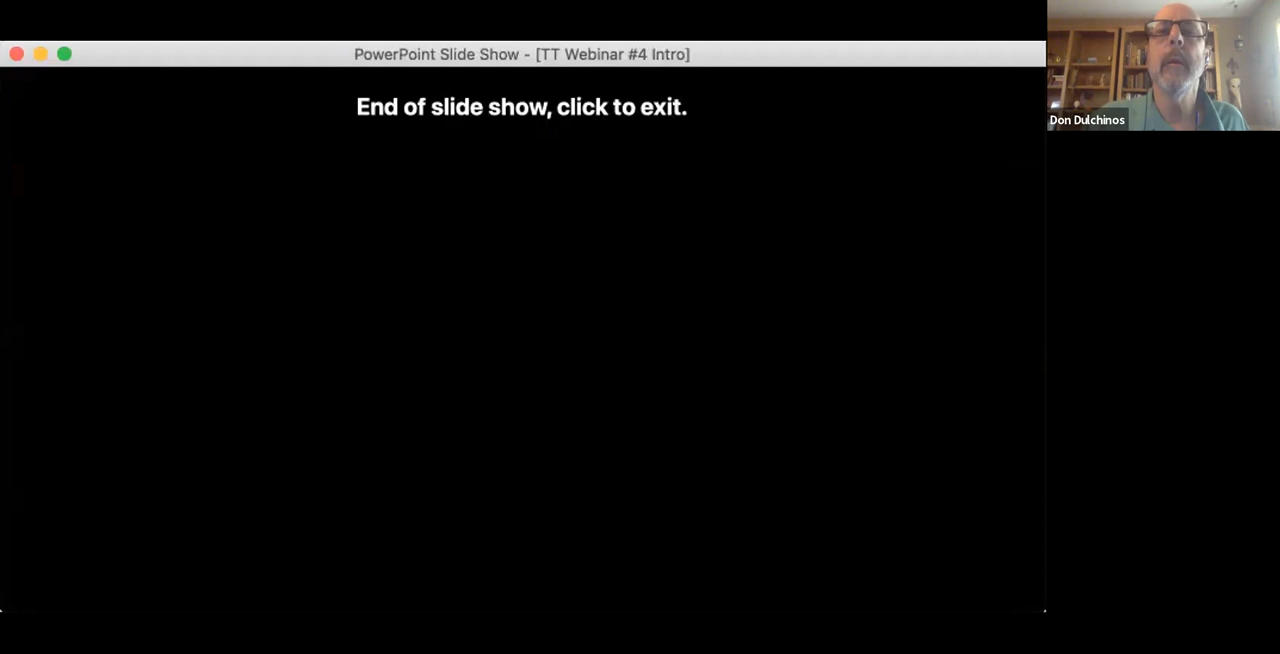 PowerPoint Slide Show - [TT Webinar #4 Intro]
End of slide show, click to exit.
Don Dulchinos